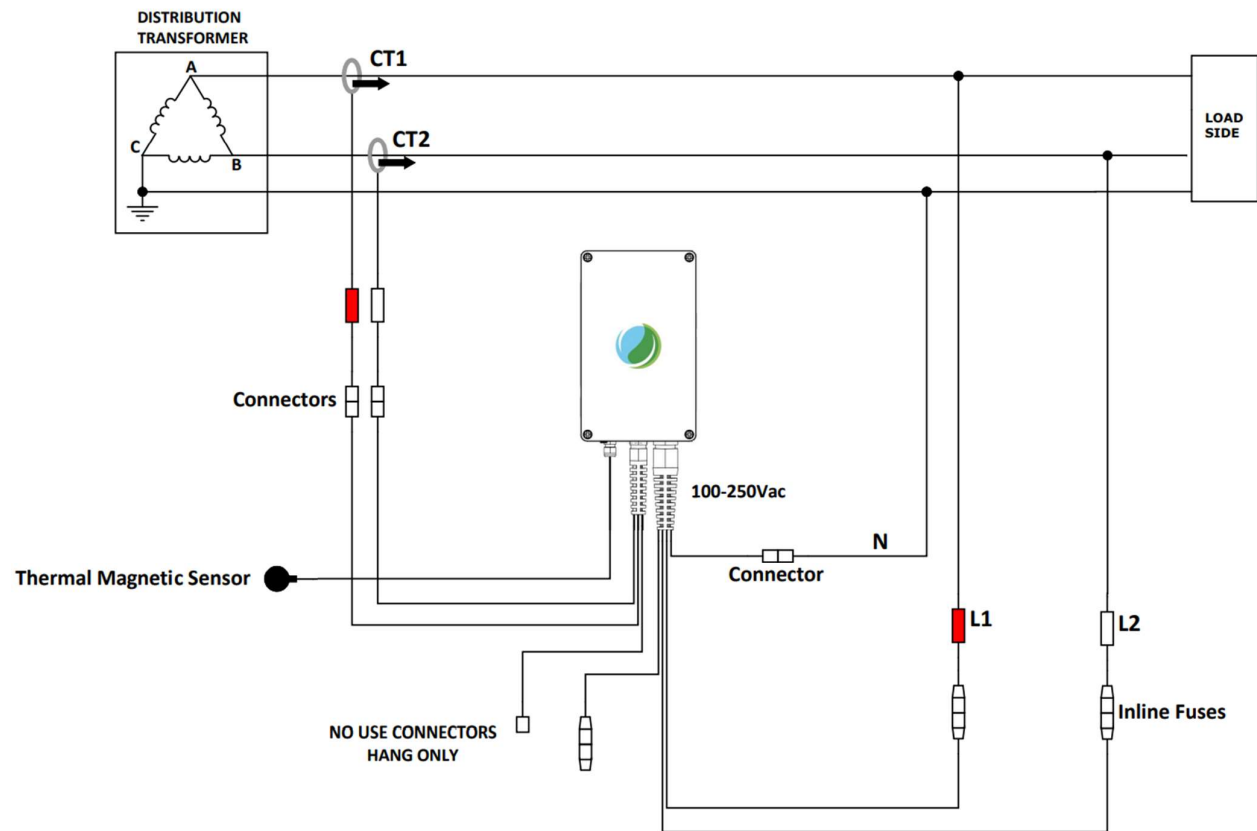 DISTRIBUTION
TRANSFORMER
A
CT1
C
B
CT2
LOAD
SIDE
Connectors
100-250Vac
N
Connector
Thermal Magnetic Sensor
L1
L2
Inline Fuses
NO USE CONNECTORS
HANG ONLY